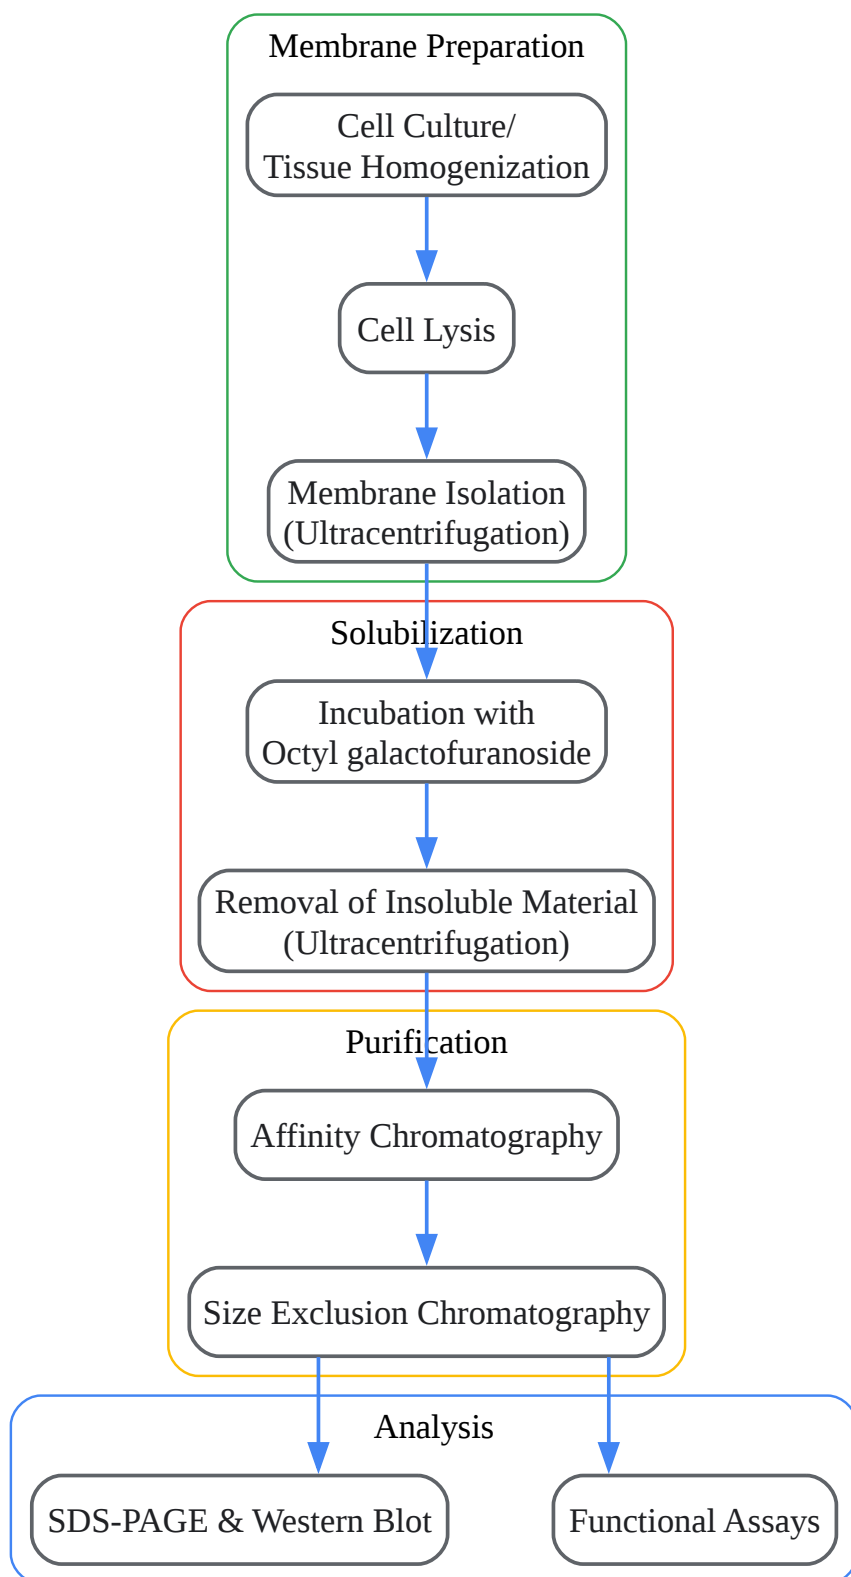 Membrane Preparation
Cell Culture/
Tissue Homogenization
Cell Lysis
Membrane Isolation
(Ultracentrifugation)
Solubilization
Incubation with
Octyl galactofuranoside
Removal of Insoluble Material
(Ultracentrifugation)
Purification
Affinity Chromatography
Size Exclusion Chromatography
Analysis
SDS-PAGE & Western Blot
Functional Assays